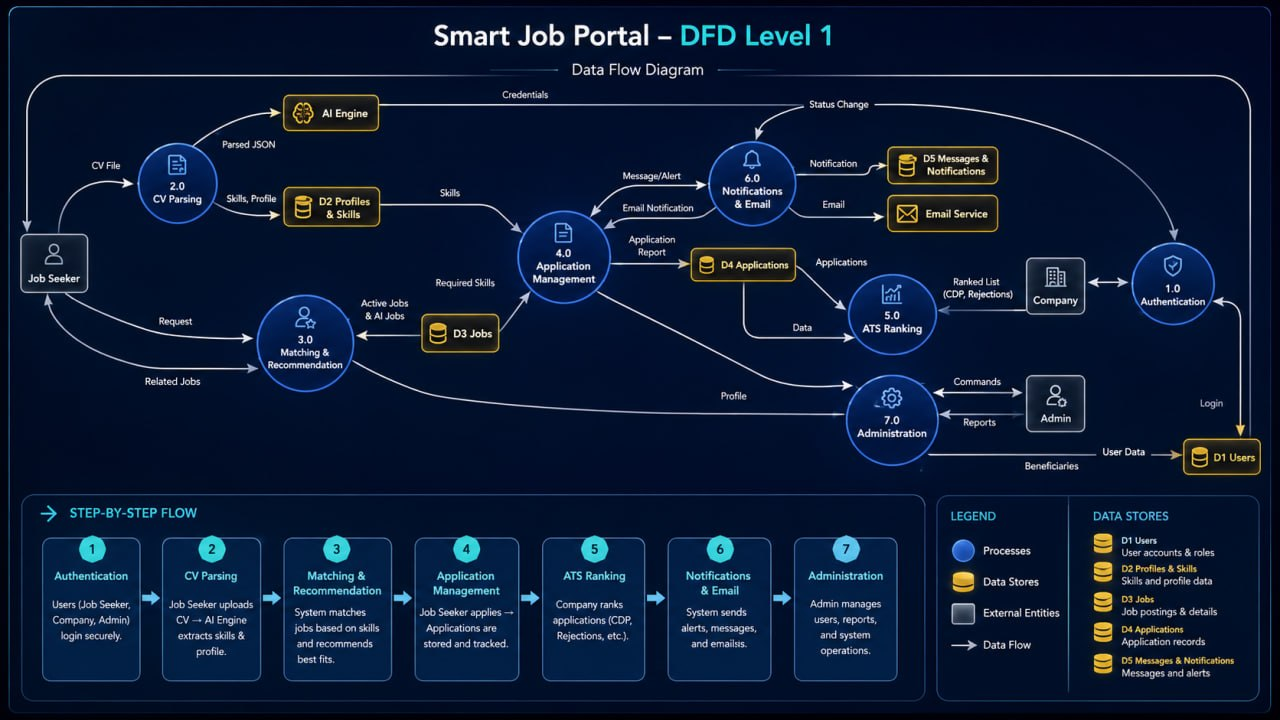 Smart Job Portal – DFD Level 1
Data Flow Diagram
Credentials
Status Change
AI Engine
Parsed JSON
CV File
2.0
CV Parsing
Skills, Profile
D2 Profiles
& Skills
Skills
Message/Alert
Email Notification
6.0
Notifications
& Email
Notification
D5 Messages &
Notifications
Email
Email Service
Job Seeker
4.0
Application
Management
Application
Report
D4 Applications
Applications
Ranked List
(CDP, Rejections)
Company
1.0
Authentication
Required Skills
Active Jobs
& AI Jobs
D3 Jobs
Request
3.0
Matching &
Recommendation
Related Jobs
Data
5.0
ATS Ranking
Profile
7.0
Administration
Commands
Reports
Admin
Login
User Data
Beneficiaries
D1 Users
STEP-BY-STEP FLOW
1
Authentication
Users (Job Seeker,
Company, Admin)
login securely.
2
CV Parsing
Job Seeker uploads
CV → AI Engine
extracts skills &
profile.
3
Matching &
Recommendation
System matches
jobs based on skills
and recommends
best fits.
4
Application
Management
Job Seeker applies →
Applications are
stored and tracked.
5
ATS Ranking
Company ranks
applications (CDP,
Rejections, etc.).
6
Notifications
& Email
System sends
alerts, messages,
and emailsis.
7
Administration
Admin manages
users, reports,
and system
operations.
LEGEND
Processes
Data Stores
External Entities
Data Flow
DATA STORES
D1 Users
User accounts & roles
D2 Profiles & Skills
Skills and profile data
D3 Jobs
Job postings & details
D4 Applications
Application records
D5 Messages & Notifications
Messages and alerts